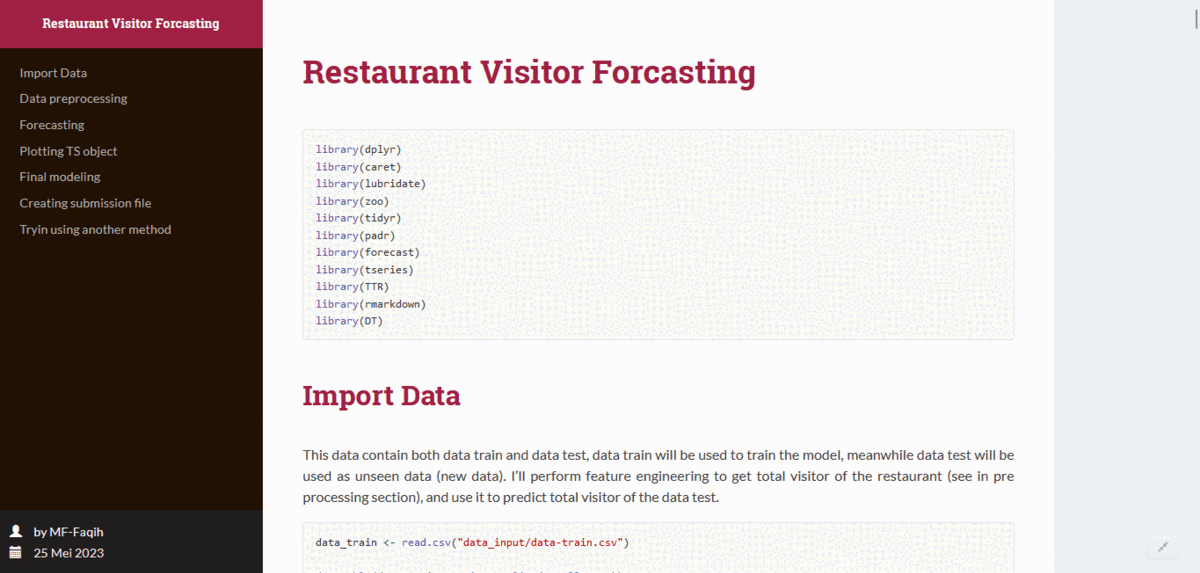 Restaurant Visitor Forcasting
Import Data
Data preprocessing
Forecasting
Plotting TS object
Final modeling
Creating submission file
Tryin using another method
by MF-Faqih
25 Mei 2023
Restaurant Visitor Forcasting
library(dplyr)
library(caret)
library(lubridate)
library(zoo)
library(tidyr)
library(padr)
library(forecast)
library(tseries)
library(TTR)
library(rmarkdown)
library(DT)
Import Data
This data contain both data train and data test, data train will be used to train the model, meanwhile data test will be
used as unseen data (new data). I’ll perform feature engineering to get total visitor of the restaurant (see in pre
processing section), and use it to predict total visitor of the data test.
data_train <- read.csv("data_input/data-train.csv")